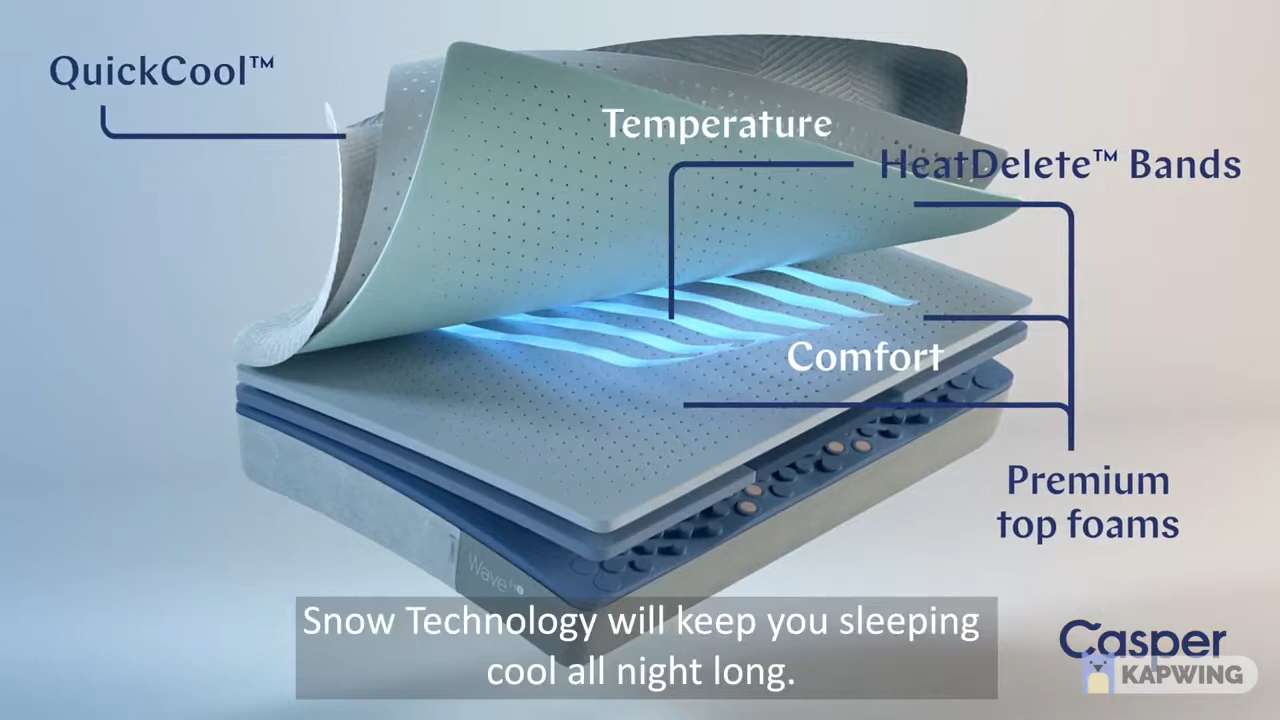 QuickCool™
Temperature
HeatDelete™ Bands
Comfort
Premium
top foams
Wave
Snow Technology will keep you sleeping
cool all night long.
Casper
KAPWING